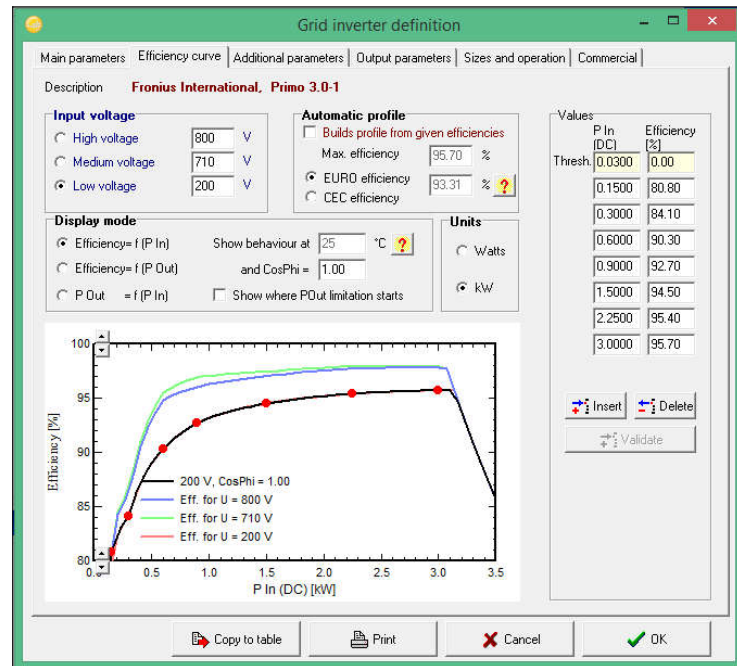 Grid inverter definition
Main parameters Efficiency curve Additional parameters Output parameters Sizes and operation Commercial
Description Fronius International, Primo 3.0-1
Input voltage
High voltage 800 V
Medium voltage 710 V
Low voltage 200 V
Automatic profile
Builds profile from given efficiencies
Max. efficiency 95.70 %
EURO efficiency 93.31 % ?
CEC efficiency
Display mode
Efficiency= f (P In) Show behaviour at 25 °C ?
Efficiency= f (P Out) and CosPhi = 1.00
P Out = f (P In) Show where POut limitation starts
Units
Watts
kW
Values
P In Efficiency
(DC) [%]
Thresh. 0.0300 0.00
0.1500 80.80
0.3000 84.10
0.6000 90.30
0.9000 92.70
1.5000 94.50
2.2500 95.40
3.0000 95.70
Insert Delete
Validate
100
95
90
85
80
Efficiency [%]
200 V, CosPhi = 1.00
Eff. for U = 800 V
Eff. for U = 710 V
Eff. for U = 200 V
0.5 1.0 1.5 2.0 2.5 3.0 3.5
P In (DC) [kW]
Copy to table Print Cancel OK